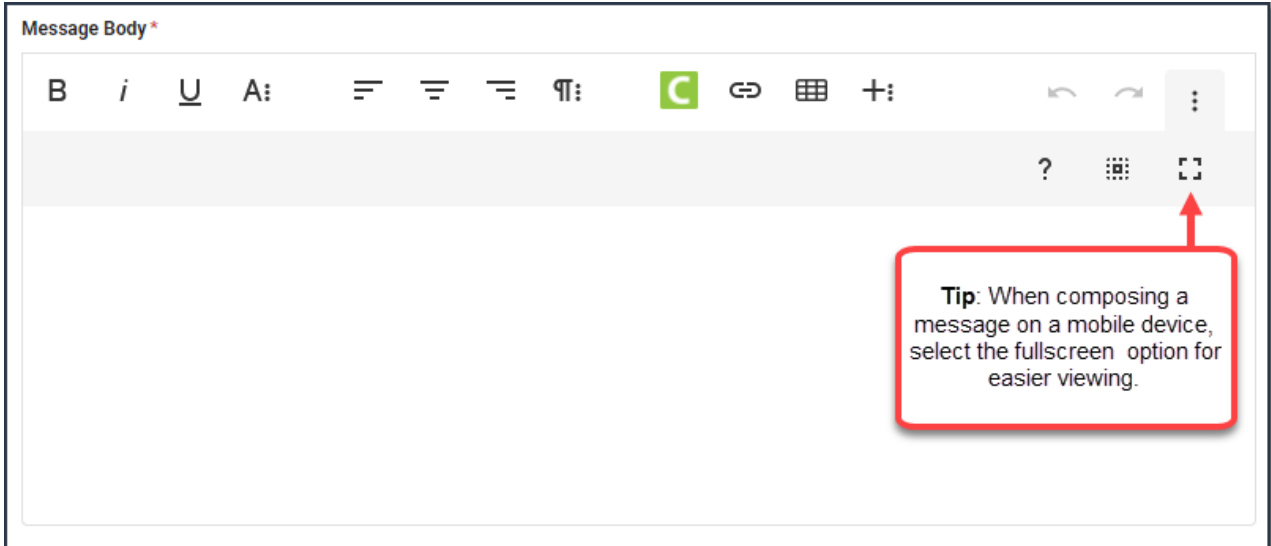 Message Body*
B i U A ¶ C +
?
Tip: When composing a
message on a mobile device,
select the fullscreen option for
easier viewing.